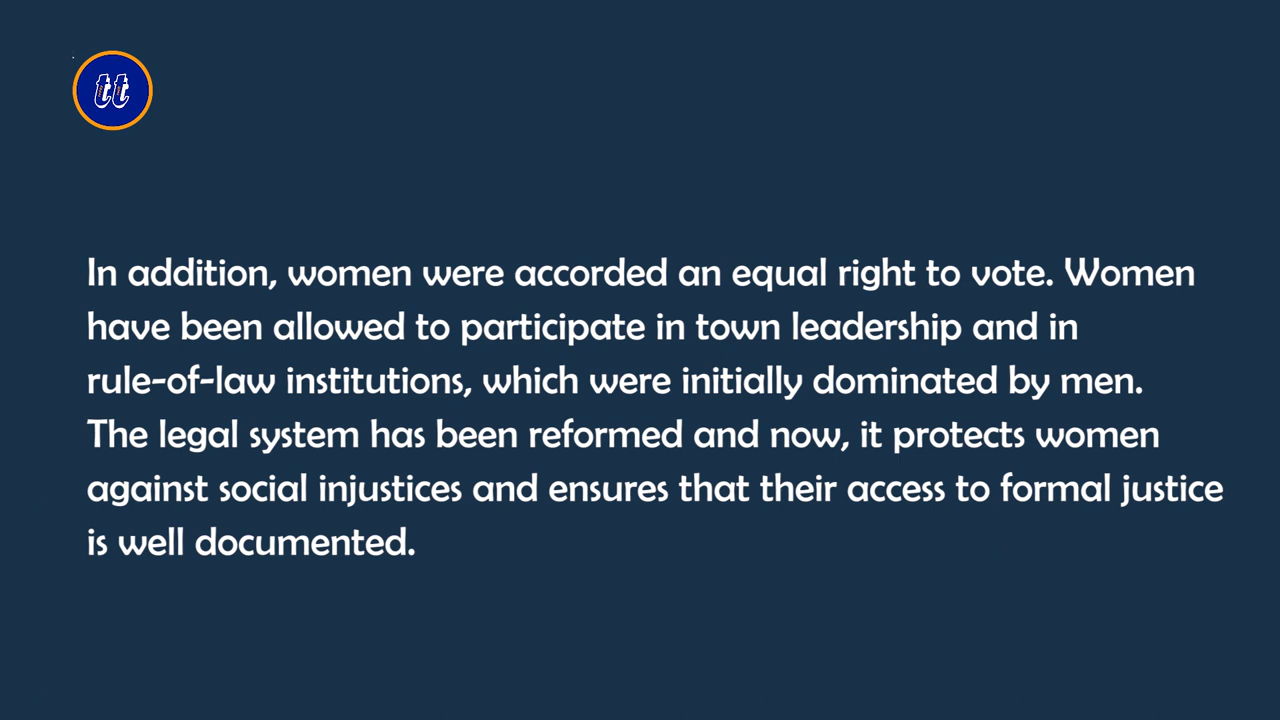 tt
In addition, women were accorded an equal right to vote. Women
have been allowed to participate in town leadership and in
rule-of-law institutions, which were initially dominated by men.
The legal system has been reformed and now, it protects women
against social injustices and ensures that their access to formal justice
is well documented.